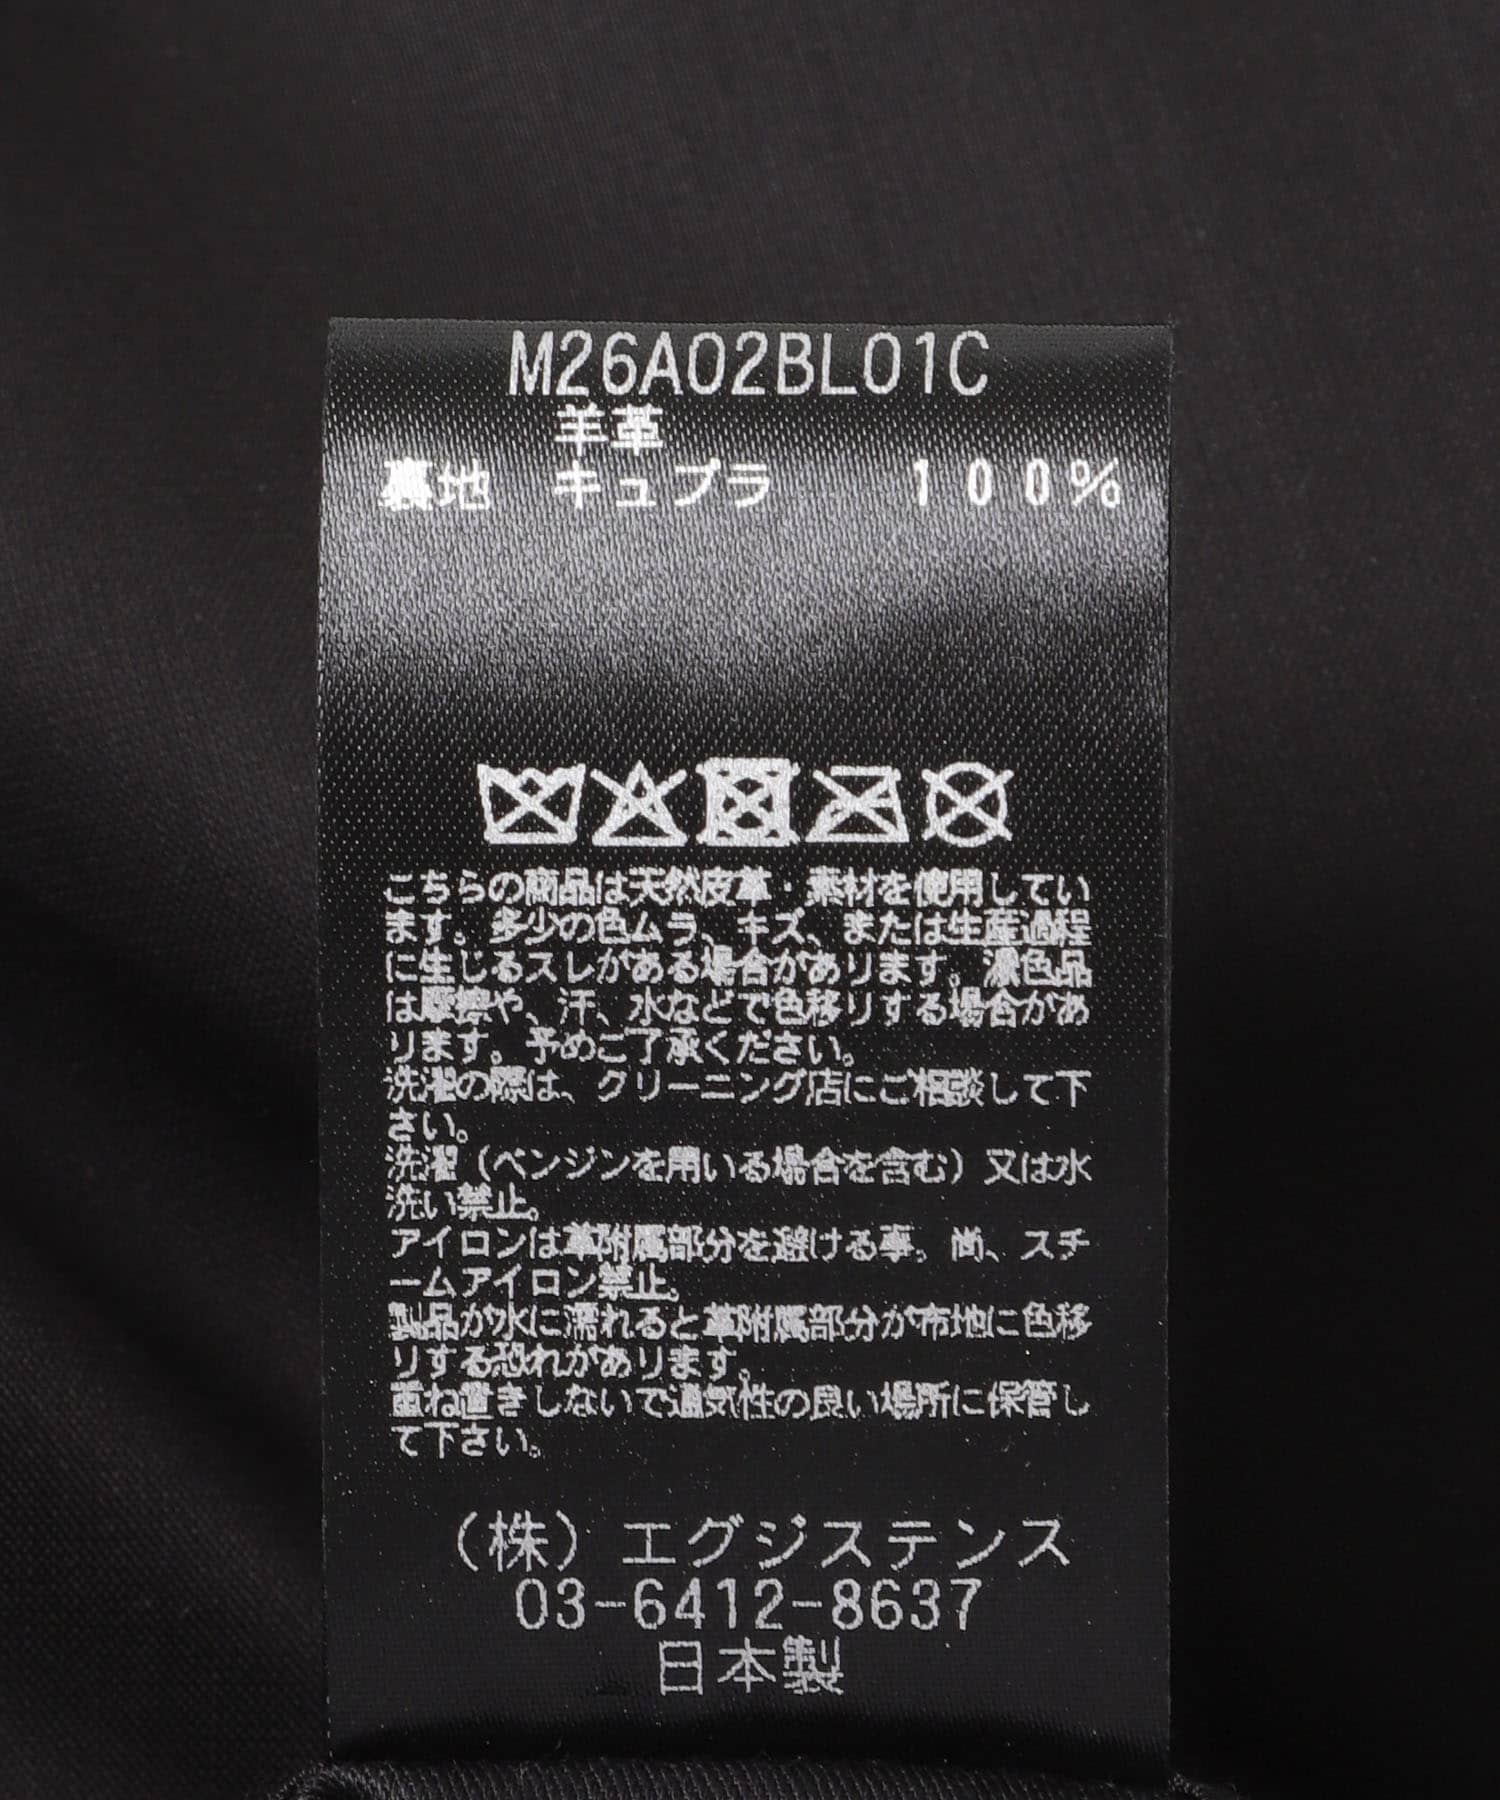 M26A02BL01C
羊革
裏地 キュプラ 100%
こちらの商品は天然皮革・素材を使用してい
ます。多少の色ムラ、キズ、または生産過程
に生じるスレがある場合があります。濃色品
は摩擦や、汗、水などで色移りする場合があ
ります。予めご了承ください。
洗濯の際は、クリーニング店にご相談して下
さい。
洗濯（ベンジンを用いる場合を含む）又は水
洗い禁止。
アイロンは革附属部分を避ける事。尚、スチ
ームアイロン禁止。
製品が水に濡れると革附属部分が布地に色移
りする恐れがあります。
重ね置きしないで通気性の良い場所に保管し
て下さい。
（株）エグジステンス
03-6412-8637
日本製